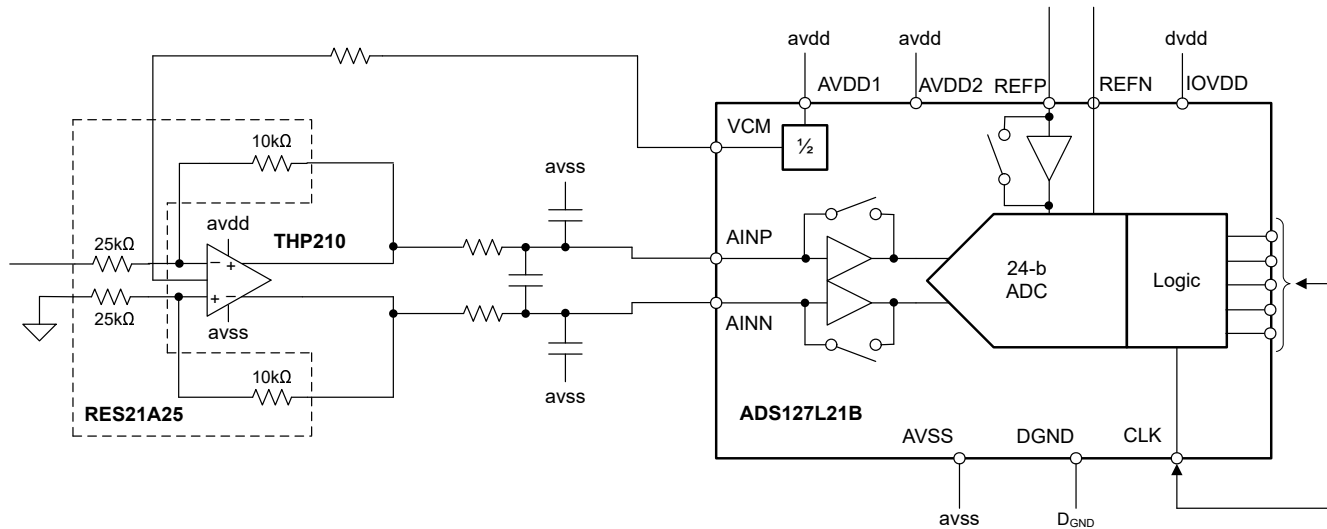 avdd
avdd
dvdd
AVDD1
AVDD2
REFP
REFN
IOVDD
VCM
½
10kΩ
avss
avdd
THP210
25kΩ
AINP
24-b
ADC
Logic
25kΩ
avss
AINN
avss
10kΩ
RES21A25
ADS127L21B
AVSS
DGND
CLK
avss
DGND